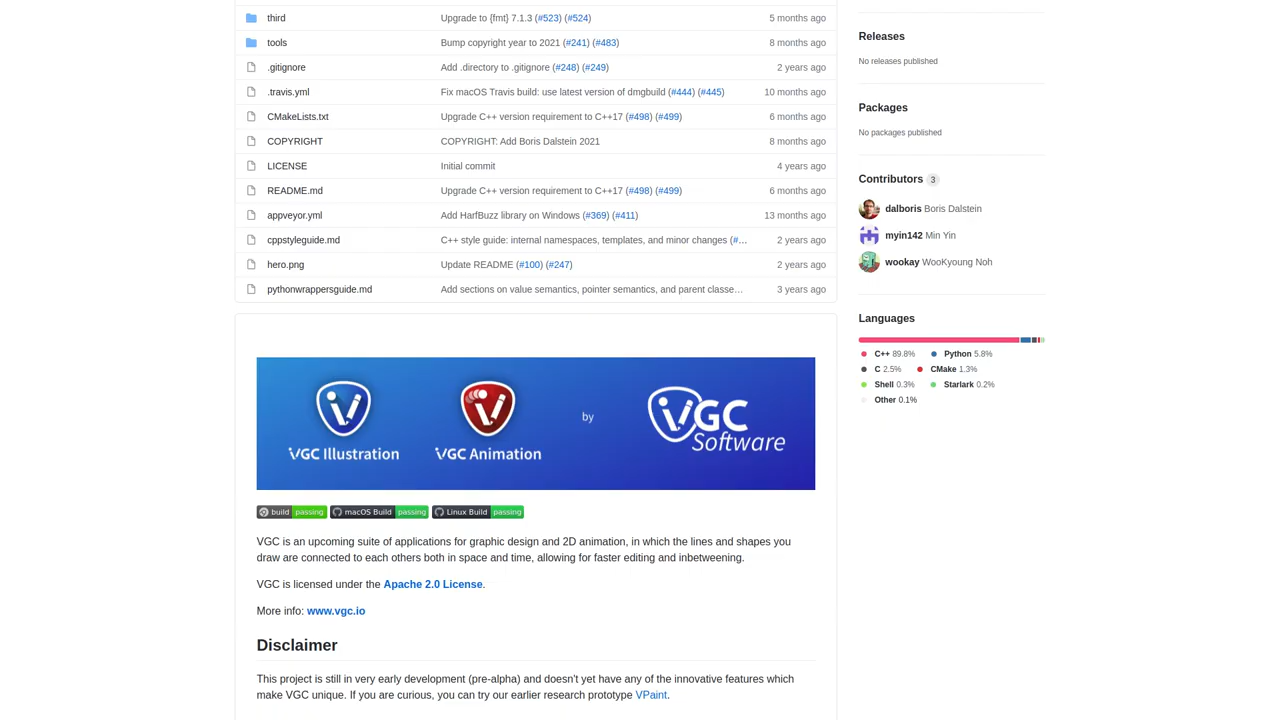 third Upgrade to {fmt} 7.1.3 (#523) (#524) 5 months ago
tools Bump copyright year to 2021 (#241) (#483) 8 months ago
.gitignore Add .directory to .gitignore (#248) (#249) 2 years ago
.travis.yml Fix macOS Travis build: use latest version of dmgbuild (#444) (#445) 10 months ago
CMakeLists.txt Upgrade C++ version requirement to C++17 (#498) (#499) 6 months ago
COPYRIGHT COPYRIGHT: Add Boris Dalstein 2021 8 months ago
LICENSE Initial commit 4 years ago
README.md Upgrade C++ version requirement to C++17 (#498) (#499) 6 months ago
appveyor.yml Add HarfBuzz library on Windows (#369) (#411) 13 months ago
cppstyleguide.md C++ style guide: internal namespaces, templates, and minor changes (#... 2 years ago
hero.png Update README (#100) (#247) 2 years ago
pythonwrappersguide.md Add sections on value semantics, pointer semantics, and parent classe... 3 years ago
VGC Illustration VGC Animation by VGC Software
build passing macOS Build passing Linux Build passing
VGC is an upcoming suite of applications for graphic design and 2D animation, in which the lines and shapes you
draw are connected to each others both in space and time, allowing for faster editing and inbetweening.
VGC is licensed under the Apache 2.0 License.
More info: www.vgc.io
Disclaimer
This project is still in very early development (pre-alpha) and doesn't yet have any of the innovative features which
make VGC unique. If you are curious, you can try our earlier research prototype VPaint.
Releases
No releases published
Packages
No packages published
Contributors 3
dalboris Boris Dalstein
myin142 Min Yin
wookay WooKyoung Noh
Languages
C++ 89.8% Python 5.8%
C 2.5% CMake 1.3%
Shell 0.3% Starlark 0.2%
Other 0.1%